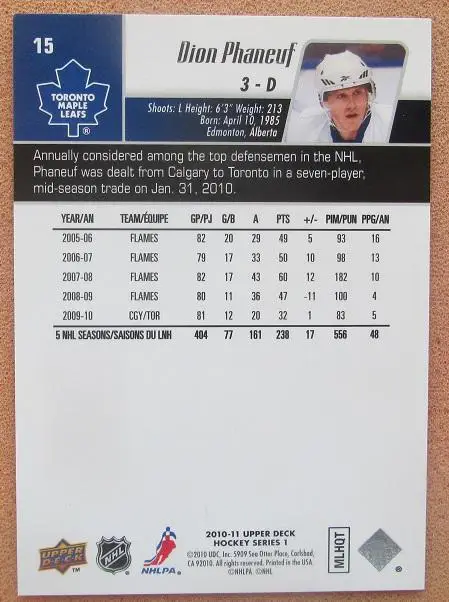 15
Dion Phaneuf
3 - D
TORONTO
MAPLE
LEAFS
®
Shoots: L Height: 6'3" Weight: 213
Born: April 10, 1985
Edmonton, Alberta
Annually considered among the top defensemen in the NHL,
Phaneuf was dealt from Calgary to Toronto in a seven-player,
mid-season trade on Jan. 31, 2010.
YEAR/AN TEAM/ÉQUIPE GP/PJ G/B A PTS +/- PIM/PUN PPG/AN
2005-06 FLAMES 82 20 29 49 5 93 16
2006-07 FLAMES 79 17 33 50 10 98 13
2007-08 FLAMES 82 17 43 60 12 182 10
2008-09 FLAMES 80 11 36 47 -11 100 4
2009-10 CGY/TOR 81 12 20 32 1 83 5
5 NHL SEASONS/SAISONS DU LNH 404 77 161 238 17 556 48
UPPER DECK
TM
NHL
NHLPA.
2010-11 UPPER DECK
HOCKEY SERIES 1
©2010 UDC, Inc. 5909 Sea Otter Place, Carlsbad,
CA 92010. All Rights Reserved. Printed in the USA
©NHLPA. ©NHL
MLHQT
®